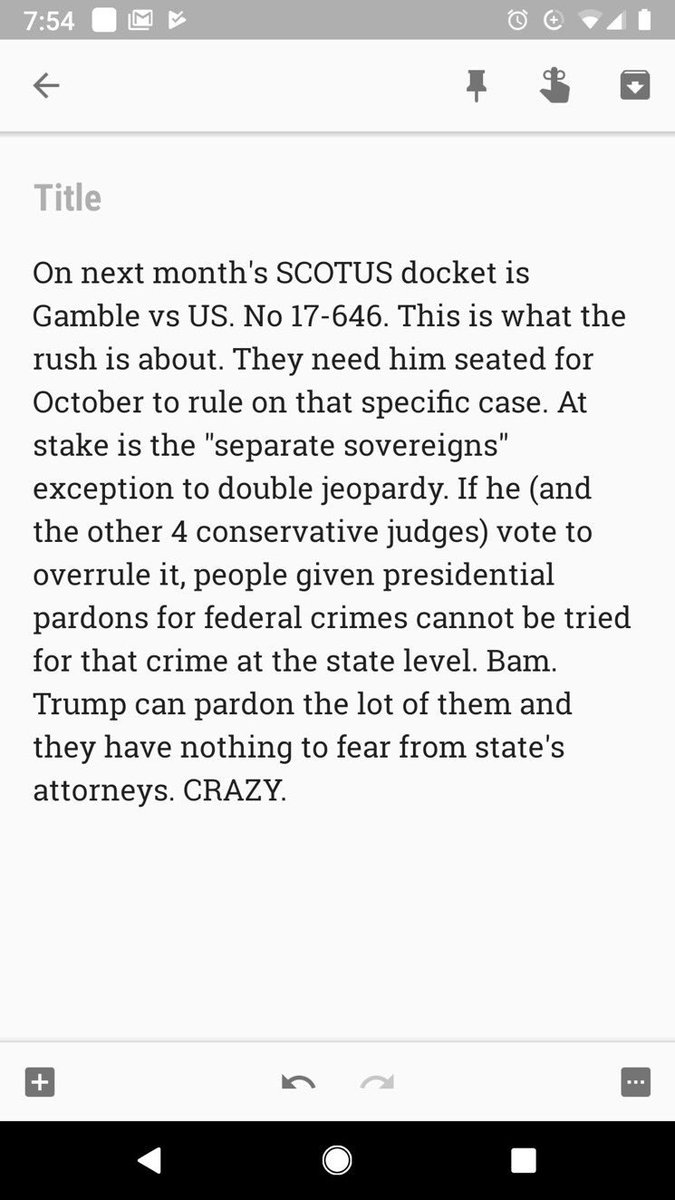 7:54
Title
On next month's SCOTUS docket is
Gamble vs US. No 17-646. This is what the
rush is about. They need him seated for
October to rule on that specific case. At
stake is the "separate sovereigns"
exception to double jeopardy. If he (and
the other 4 conservative judges) vote to
overrule it, people given presidential
pardons for federal crimes cannot be tried
for that crime at the state level. Bam.
Trump can pardon the lot of them and
they have nothing to fear from state's
attorneys. CRAZY.